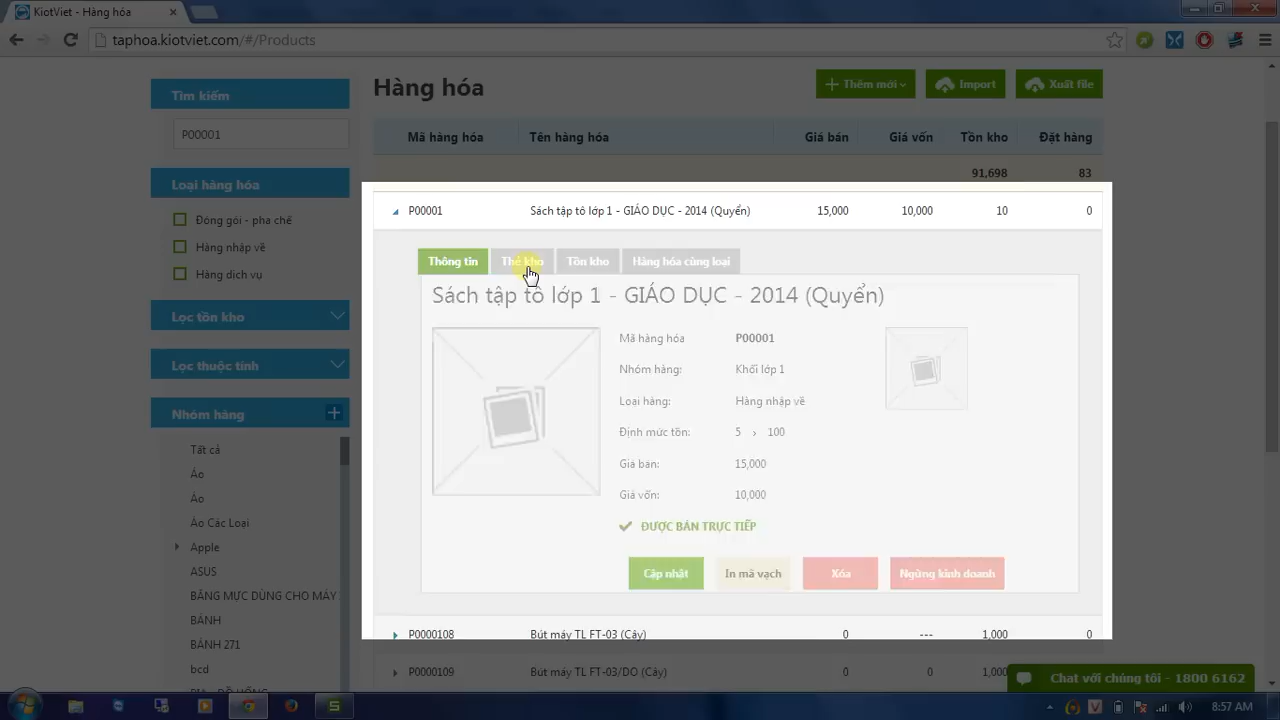 KiotViet - Hàng hóa
taphoa.kiotviet.com/#/Products
Tìm kiếm
P00001
Loại hàng hóa
Đóng gói - pha chế
Hàng nhập về
Hàng dịch vụ
Lọc tồn kho
Lọc thuộc tính
Nhóm hàng
Tất cả
Áo
Áo
Áo Các Loại
Apple
ASUS
BĂNG MỰC DÙNG CHO MÁY
BÁNH
BÁNH 271
bcd
Hàng hóa
Thêm mới
Import
Xuất file
Mã hàng hóa Tên hàng hóa Giá bán Giá vốn Tồn kho Đặt hàng
91,698 83
P00001 Sách tập tô lớp 1 - GIÁO DỤC - 2014 (Quyển) 15,000 10,000 10 0
Thông tin Thẻ kho Tồn kho Hàng hóa cùng loại
Sách tập tô lớp 1 - GIÁO DỤC - 2014 (Quyển)
Mã hàng hóa P00001
Nhóm hàng: Khối lớp 1
Loại hàng: Hàng nhập về
Định mức tồn: 5 › 100
Giá bán: 15,000
Giá vốn: 10,000
ĐƯỢC BÁN TRỰC TIẾP
Cập nhật In mã vạch Xóa Ngừng kinh doanh
P0000108 Bút máy TL FT-03 (Cây) 0 --- 1,000 0
P0000109 Bút máy TL FT-03/DO (Cây) 0 0 1,000
Chat với chúng tôi - 1800 6162
8:57 AM